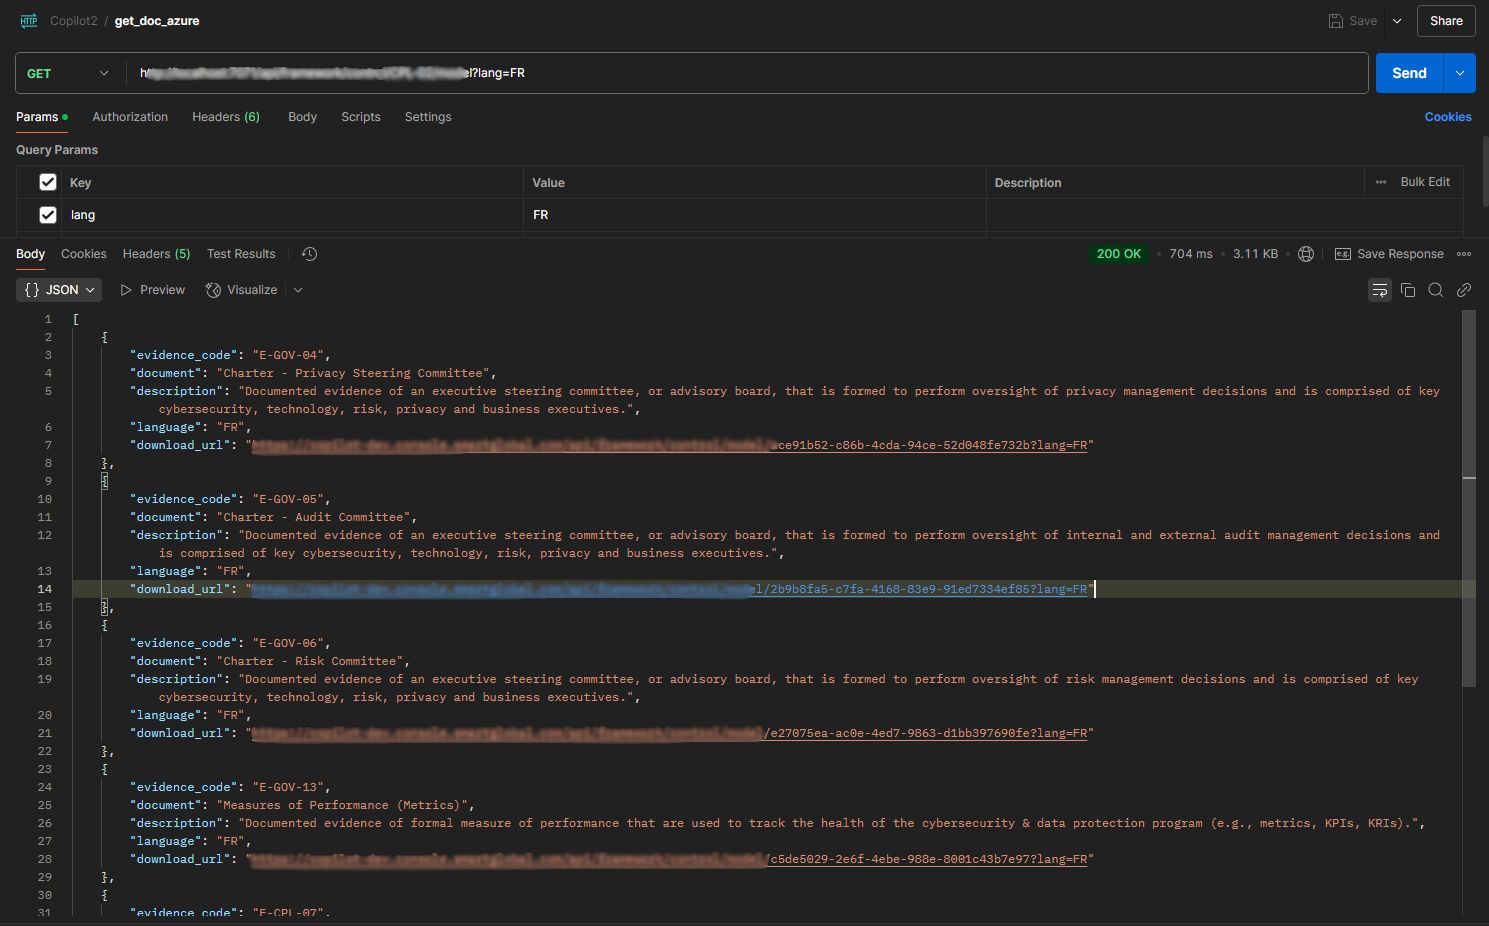 HTTP Copilot2 / get_doc_azure Save Share
GET ?lang=FR Send
Params Authorization Headers (6) Body Scripts Settings Cookies
Query Params
Key Value Description ••• Bulk Edit
lang FR
Body Cookies Headers (5) Test Results 200 OK • 704 ms • 3.11 KB • e.g. Save Response •••
{} JSON Preview Visualize
1 [
2 {
3 "evidence_code": "E-GOV-04",
4 "document": "Charter - Privacy Steering Committee",
5 "description": "Documented evidence of an executive steering committee, or advisory board, that is formed to perform oversight of privacy management decisions and is comprised of key
cybersecurity, technology, risk, privacy and business executives.",
6 "language": "FR",
7 "download_url": "ce91b52-c86b-4cda-94ce-52d048fe732b?lang=FR"
8 },
9 {
10 "evidence_code": "E-GOV-05",
11 "document": "Charter - Audit Committee",
12 "description": "Documented evidence of an executive steering committee, or advisory board, that is formed to perform oversight of internal and external audit management decisions and
is comprised of key cybersecurity, technology, risk, privacy and business executives.",
13 "language": "FR",
14 "download_url": "/2b9b8fa5-c7fa-4168-83e9-91ed7334ef85?lang=FR"
15 },
16 {
17 "evidence_code": "E-GOV-06",
18 "document": "Charter - Risk Committee",
19 "description": "Documented evidence of an executive steering committee, or advisory board, that is formed to perform oversight of risk management decisions and is comprised of key
cybersecurity, technology, risk, privacy and business executives.",
20 "language": "FR",
21 "download_url": "/e27075ea-ac0e-4ed7-9863-d1bb397690fe?lang=FR"
22 },
23 {
24 "evidence_code": "E-GOV-13",
25 "document": "Measures of Performance (Metrics)",
26 "description": "Documented evidence of formal measure of performance that are used to track the health of the cybersecurity & data protection program (e.g., metrics, KPIs, KRIs).",
27 "language": "FR",
28 "download_url": "/c5de5029-2e6f-4ebe-988e-8001c43b7e97?lang=FR"
29 },
30 {
31 "evidence_code": "E-CPL-07",